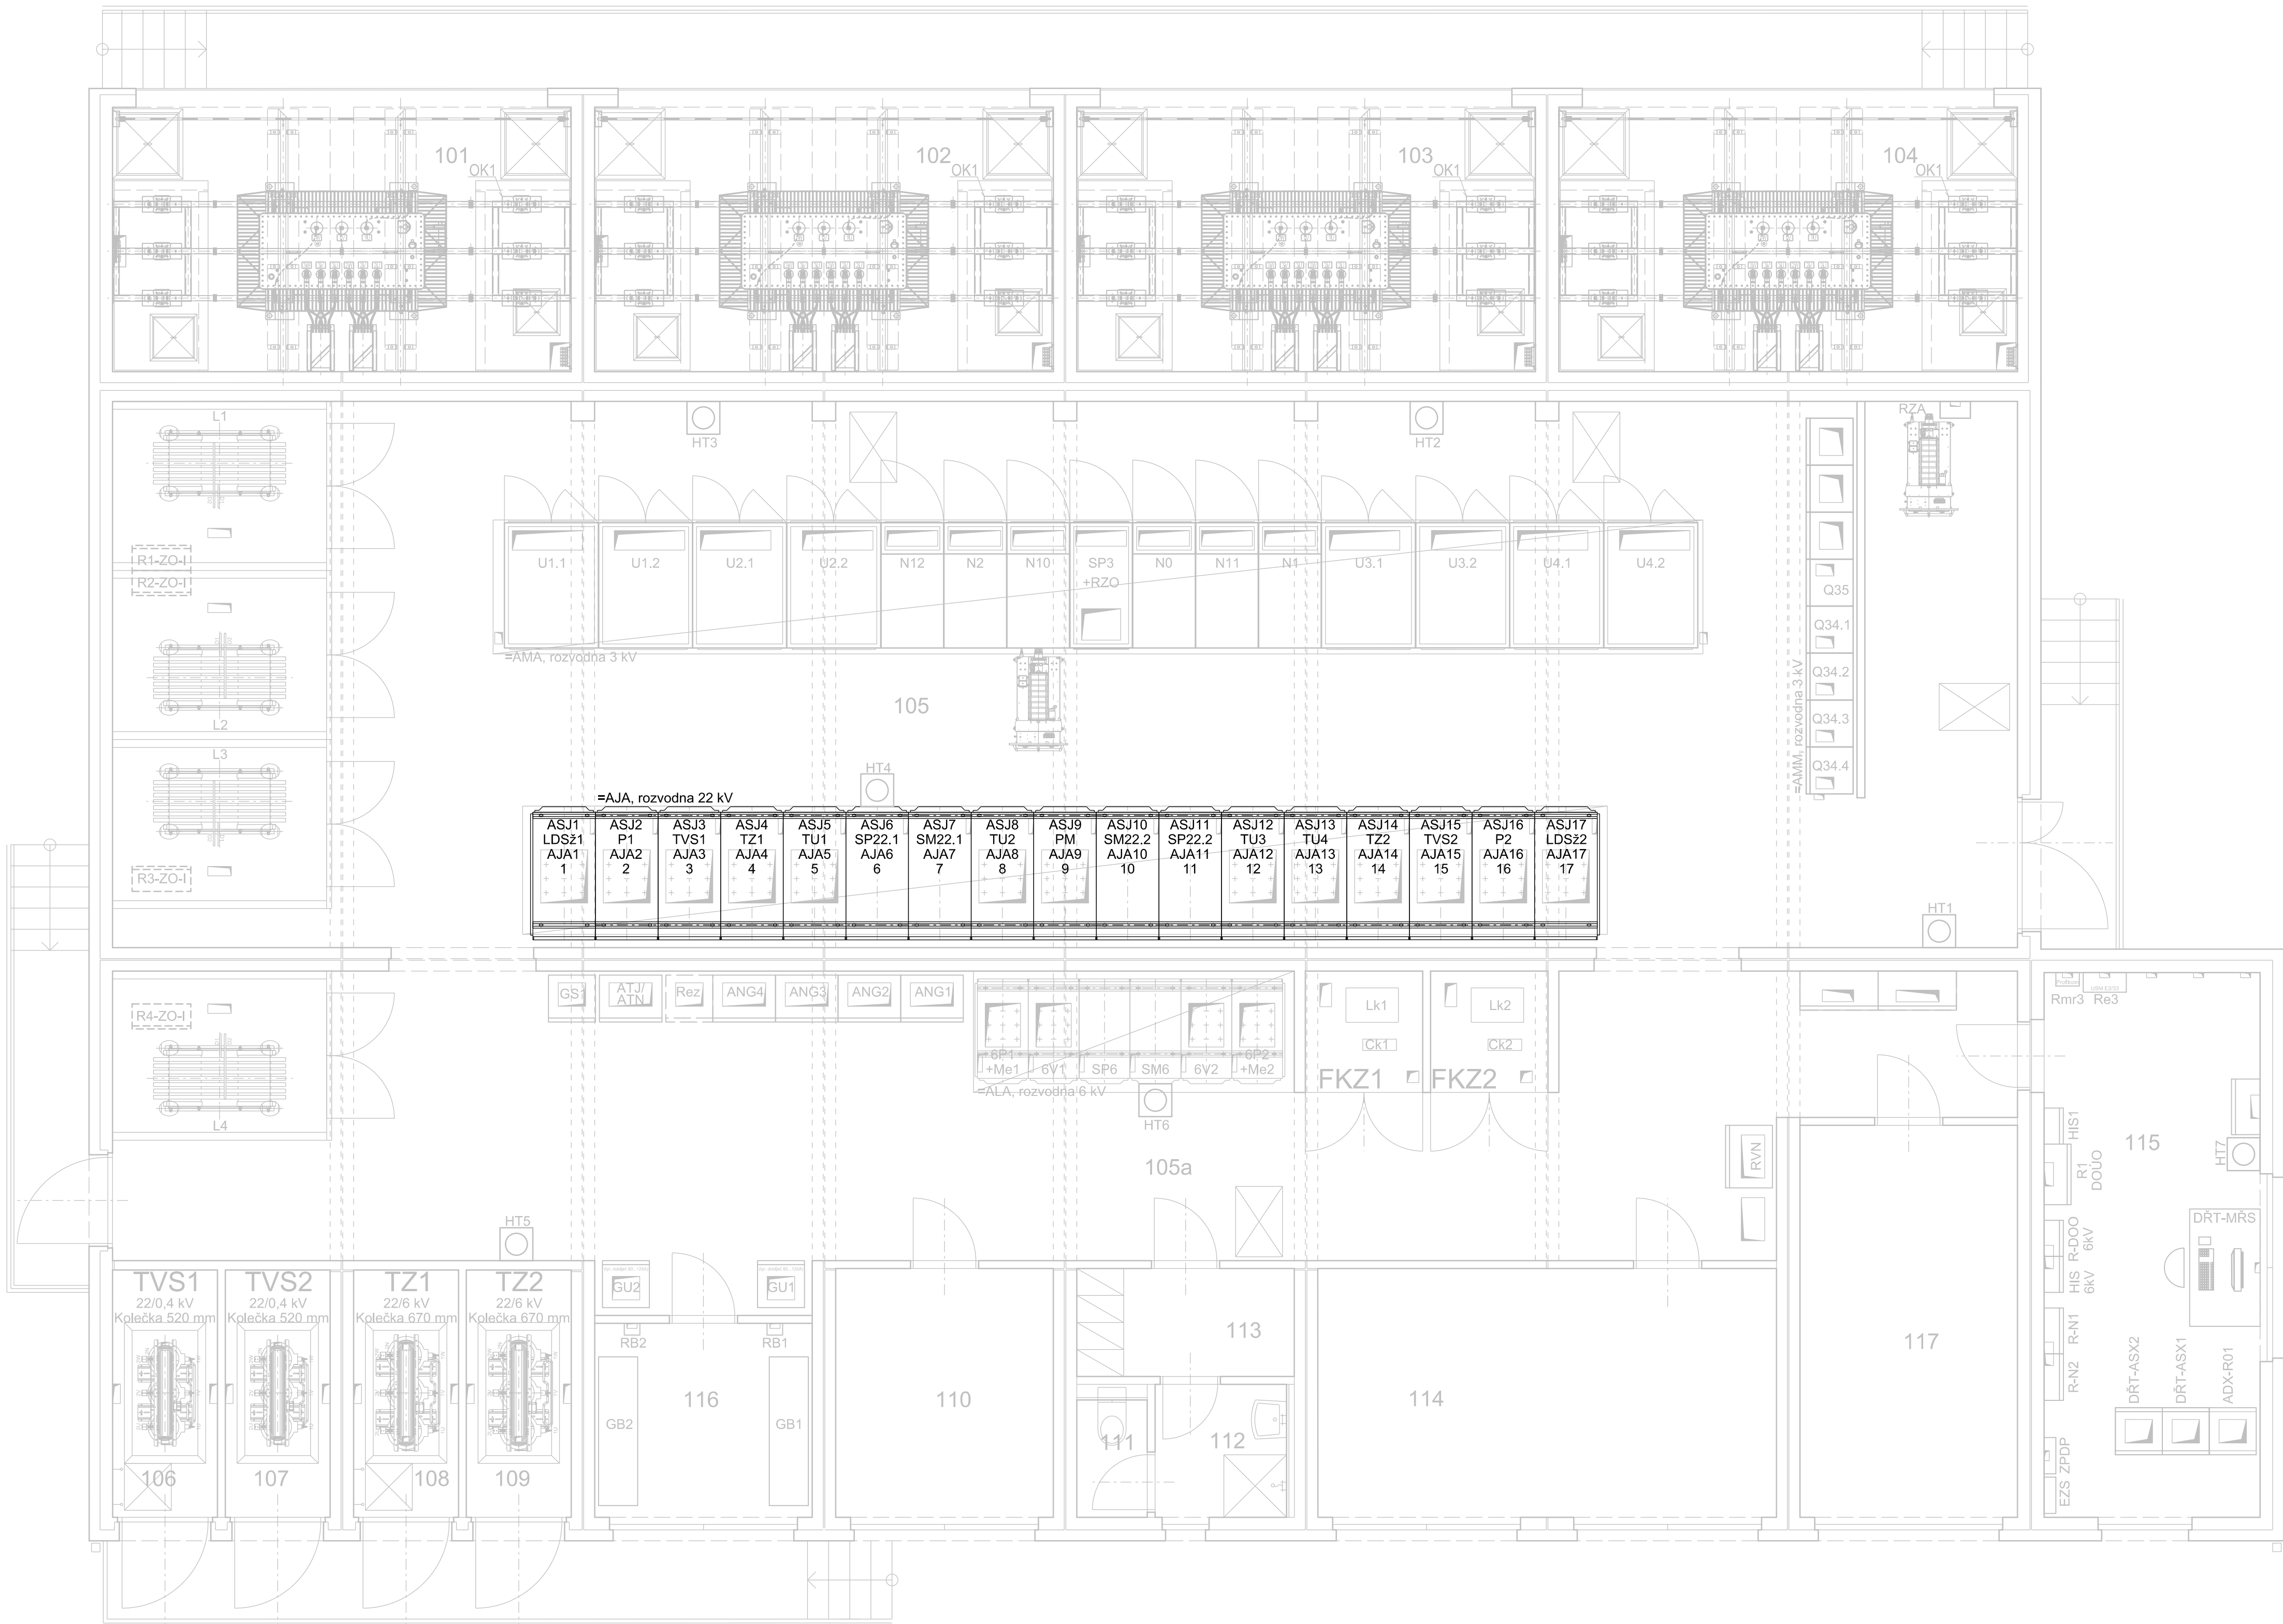 101
OK1
102
OK1
103
OK1
104
OK1
L1
HT3
HT2
RZA
R1-ZO-I
R2-ZO-I
U1.1
U1.2
U2.1
U2.2
N12
N2
N10
SP3
+RZO
N0
N11
N1
U3.1
U3.2
U4.1
U4.2
Q35
Q34.1
Q34.2
Q34.3
Q34.4
=AMA, rozvodna 3 kV
=AMM, rozvodna 3 kV
105
L2
L3
HT4
R3-ZO-I
=AJA, rozvodna 22 kV
ASJ1
LDSž1
AJA1
1
ASJ2
P1
AJA2
2
ASJ3
TVS1
AJA3
3
ASJ4
TZ1
AJA4
4
ASJ5
TU1
AJA5
5
ASJ6
SP22.1
AJA6
6
ASJ7
SM22.1
AJA7
7
ASJ8
TU2
AJA8
8
ASJ9
PM
AJA9
9
ASJ10
SM22.2
AJA10
10
ASJ11
SP22.2
AJA11
11
ASJ12
TU3
AJA12
12
ASJ13
TU4
AJA13
13
ASJ14
TZ2
AJA14
14
ASJ15
TVS2
AJA15
15
ASJ16
P2
AJA16
16
ASJ17
LDSž2
AJA17
17
HT1
R4-ZO-I
L4
GS1
ATJ/
ATN
Rez
ANG4
ANG3
ANG2
ANG1
6P1
+Me1
6V1
SP6
SM6
6V2
6P2
+Me2
=ALA, rozvodna 6 kV
HT6
Lk1
Ck1
FKZ1
Lk2
Ck2
FKZ2
Rmr3
Re3
105a
RVN
HIS1
R1
DOÚO
115
HT7
DŘT-MŘS
R-DOO
6kV
HIS
6kV
R-N1
R-N2
DŘT-ASX2
DŘT-ASX1
ADX-R01
ZPDP
EZS
HT5
TVS1
22/0,4 kV
Kolečka 520 mm
106
TVS2
22/0,4 kV
Kolečka 520 mm
107
TZ1
22/6 kV
Kolečka 670 mm
108
TZ2
22/6 kV
Kolečka 670 mm
109
GU2
GU1
RB2
RB1
GB2
116
GB1
110
113
111
112
114
117